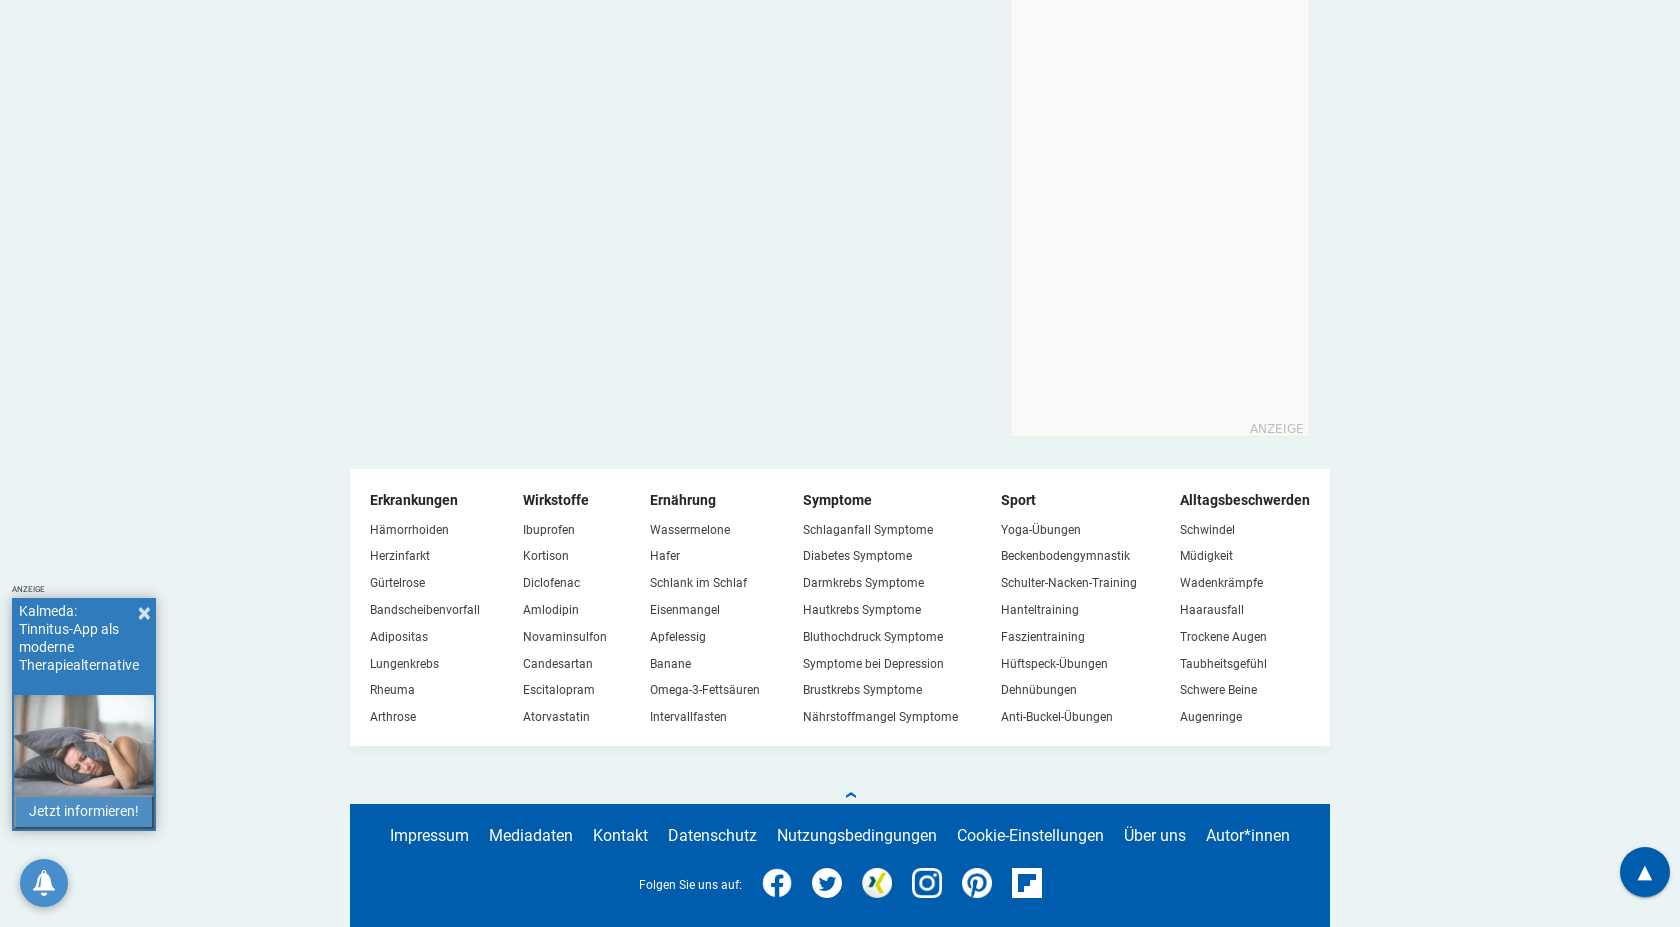 ANZEIGE
Erkrankungen
Hämorrhoiden
Herzinfarkt
Gürtelrose
Bandscheibenvorfall
Adipositas
Lungenkrebs
Rheuma
Arthrose
Wirkstoffe
Ibuprofen
Kortison
Diclofenac
Amlodipin
Novaminsulfon
Candesartan
Escitalopram
Atorvastatin
Ernährung
Wassermelone
Hafer
Schlank im Schlaf
Eisenmangel
Apfelessig
Banane
Omega-3-Fettsäuren
Intervallfasten
Symptome
Schlaganfall Symptome
Diabetes Symptome
Darmkrebs Symptome
Hautkrebs Symptome
Bluthochdruck Symptome
Symptome bei Depression
Brustkrebs Symptome
Nährstoffmangel Symptome
Sport
Yoga-Übungen
Beckenbodengymnastik
Schulter-Nacken-Training
Hanteltraining
Faszientraining
Hüftspeck-Übungen
Dehnübungen
Anti-Buckel-Übungen
Alltagsbeschwerden
Schwindel
Müdigkeit
Wadenkrämpfe
Haarausfall
Trockene Augen
Taubheitsgefühl
Schwere Beine
Augenringe
ANZEIGE
Kalmeda:
Tinnitus-App als
moderne
Therapiealternative
Jetzt informieren!
Impressum Mediadaten Kontakt Datenschutz Nutzungsbedingungen Cookie-Einstellungen Über uns Autor*innen
Folgen Sie uns auf: